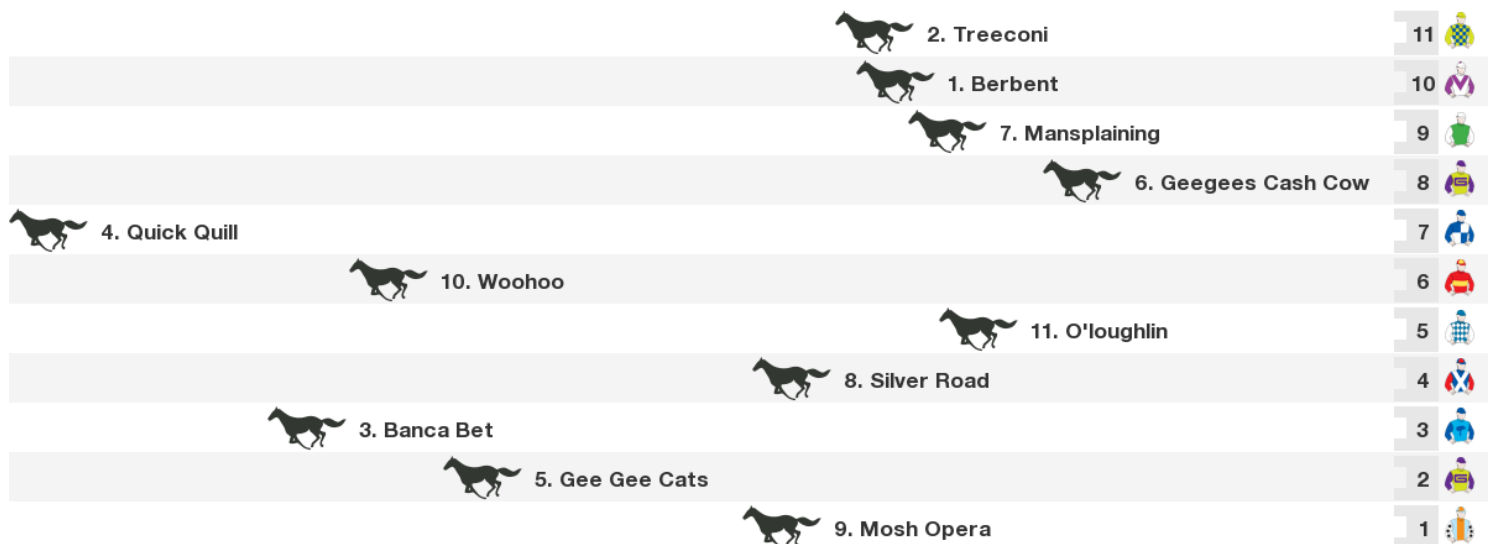 2. Treeconi 11
1. Berbent 10
7. Mansplaining 9
6. Geegees Cash Cow 8 G
4. Quick Quill 7
10. Woohoo 6
11. O'loughlin 5
8. Silver Road 4
3. Banca Bet 3
5. Gee Gee Cats 2 G
9. Mosh Opera 1